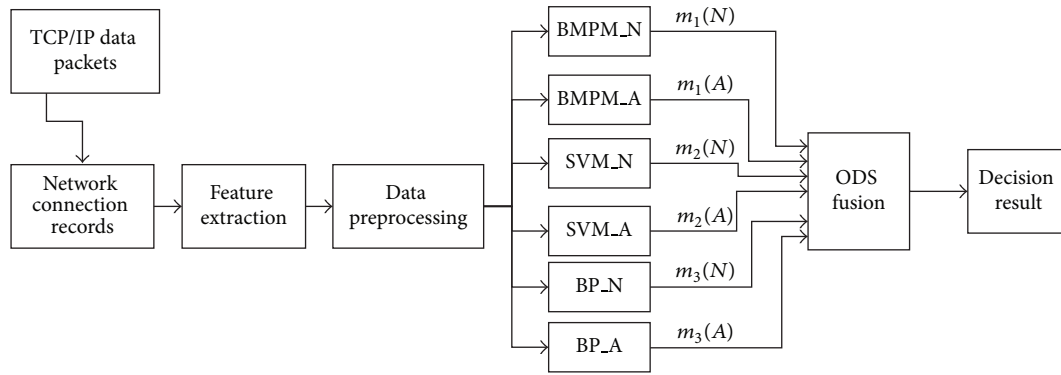 TCP/IP data
packets
Network
connection
records
Feature
extraction
Data
preprocessing
BMPM_N
m₁(N)
BMPM_A
m₁(A)
SVM_N
m₂(N)
SVM_A
m₂(A)
BP_N
m₃(N)
BP_A
m₃(A)
ODS
fusion
Decision
result